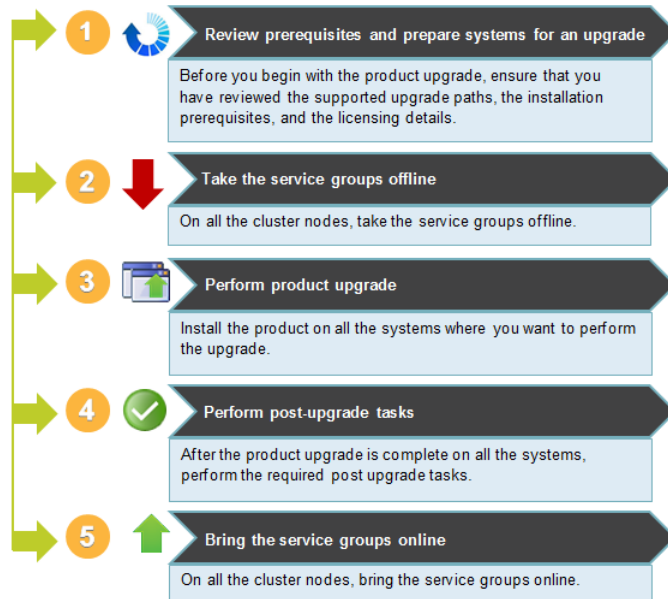 1
Review prerequisites and prepare systems for an upgrade
Before you begin with the product upgrade, ensure that you
have reviewed the supported upgrade paths, the installation
prerequisites, and the licensing details.
2
Take the service groups offline
On all the cluster nodes, take the service groups offline.
3
Perform product upgrade
Install the product on all the systems where you want to perform
the upgrade.
4
Perform post-upgrade tasks
After the product upgrade is complete on all the systems,
perform the required post upgrade tasks.
5
Bring the service groups online
On all the cluster nodes, bring the service groups online.